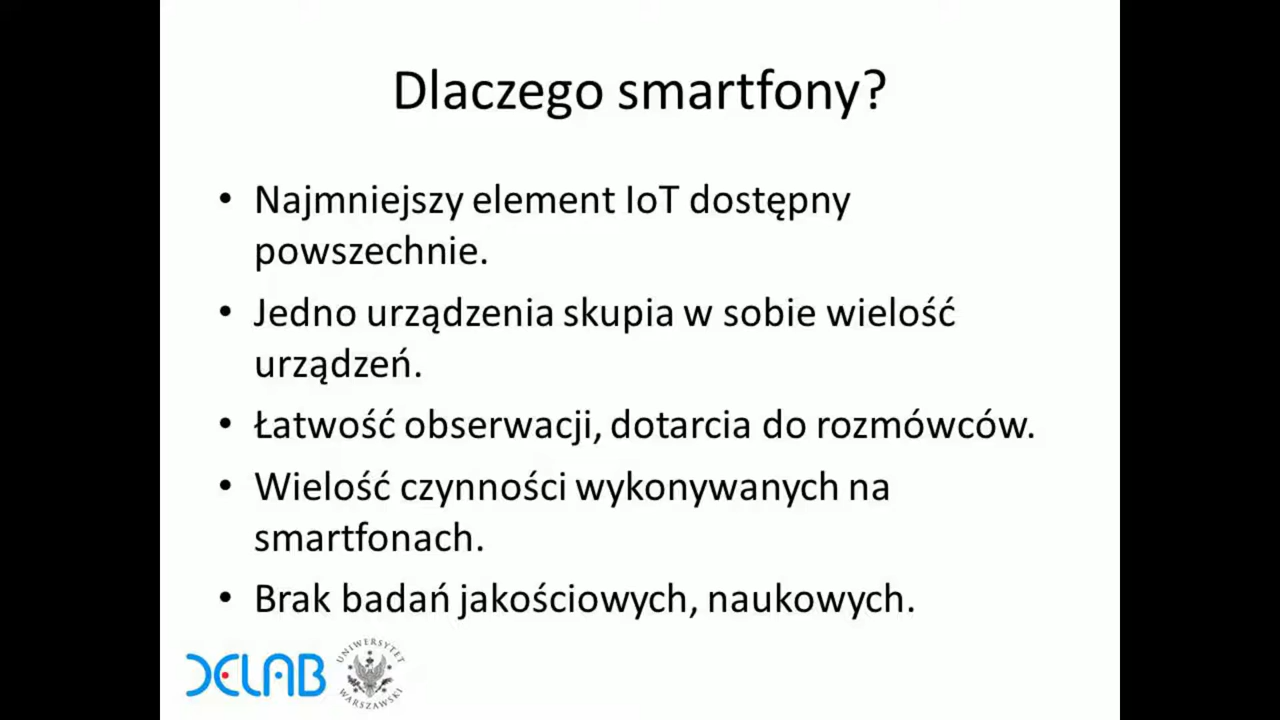 Dlaczego smartfony?
• Najmniejszy element IoT dostępny
powszechnie.
• Jedno urządzenia skupia w sobie wielość
urządzeń.
• Łatwość obserwacji, dotarcia do rozmówców.
• Wielość czynności wykonywanych na
smartfonach.
• Brak badań jakościowych, naukowych.
DELAB
UNIWERSYTET
WARSZAWSKI